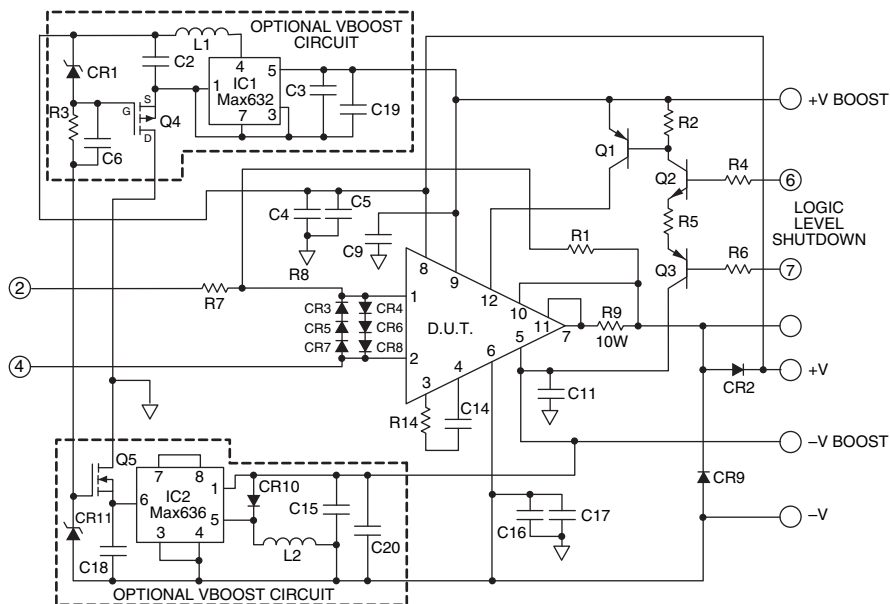 OPTIONAL VBOOST
CIRCUIT
L1
CR1
C2
4
5
IC1
Max632
1
3
7
C3
C19
R3
G
S
D
Q4
C6
+V BOOST
R2
Q1
Q2
R4
6
R5
LOGIC
LEVEL
SHUTDOWN
Q3
R6
7
C4
C5
R8
C9
R1
2
R7
8
9
12
10
11
1
CR3
CR4
CR5
CR6
CR7
CR8
D.U.T.
2
7
R9
10W
4
3
4
6
5
R14
C14
C11
CR2
+V
–V BOOST
CR9
–V
Q5
7
8
IC2
Max636
6
1
5
3
4
CR10
C15
L2
C20
C16
C17
CR11
C18
OPTIONAL VBOOST CIRCUIT